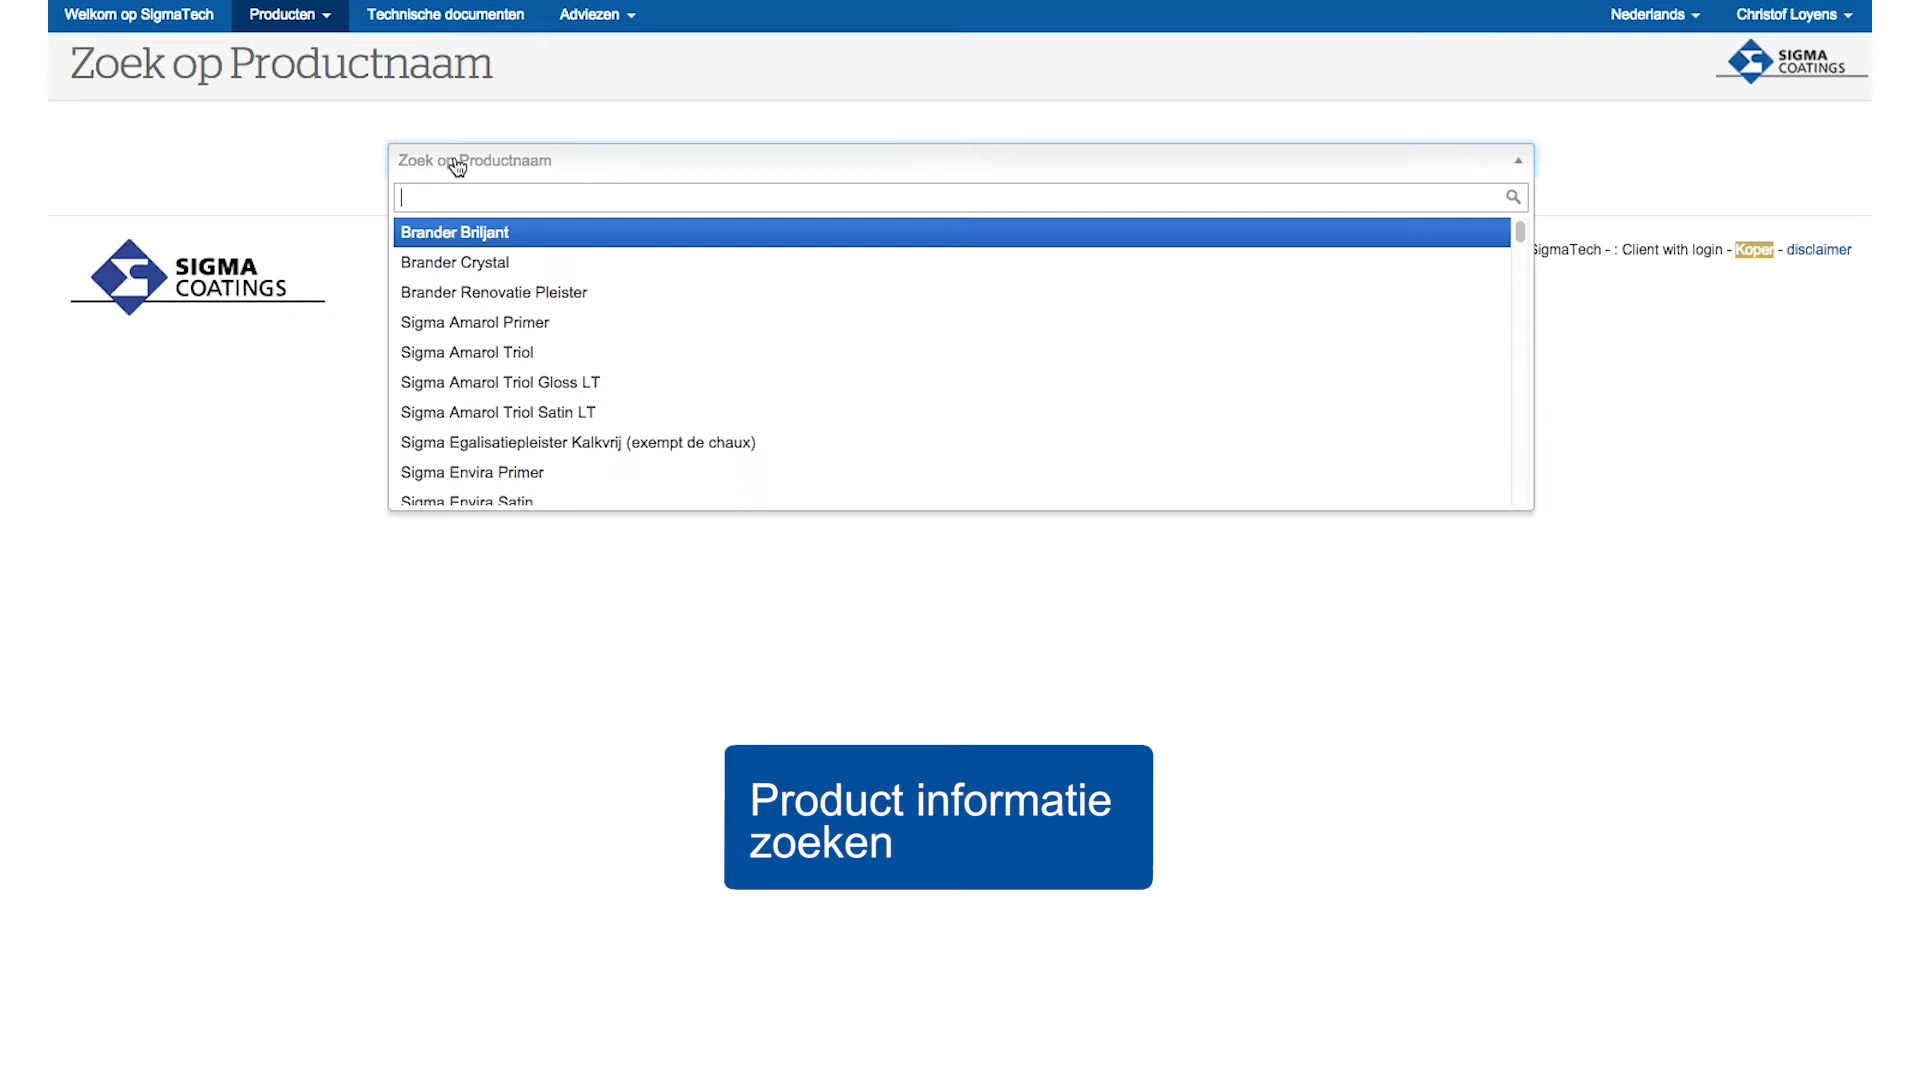 Welkom op SigmaTech Producten Technische documenten Adviezen Nederlands Christof Loyens
Zoek op Productnaam
SIGMA
COATINGS
Zoek op Productnaam
Brander Briljant
Brander Crystal
Brander Renovatie Pleister
Sigma Amarol Primer
Sigma Amarol Triol
Sigma Amarol Triol Gloss LT
Sigma Amarol Triol Satin LT
Sigma Egalisatiepleister Kalkvrij (exempt de chaux)
Sigma Envira Primer
Sigma Envira Satin
SIGMA
COATINGS
SigmaTech - : Client with login - Koper - disclaimer
Product informatie
zoeken